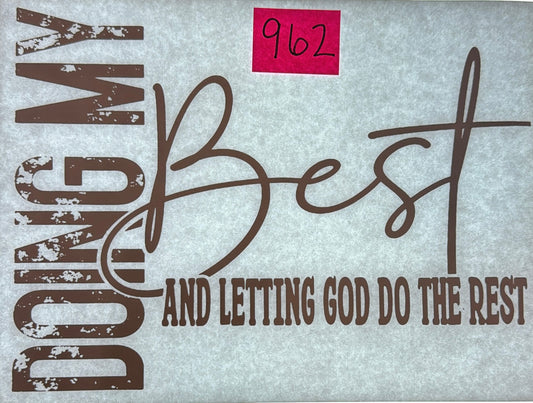 962
DOING MY
Best
AND LETTING GOD DO THE REST